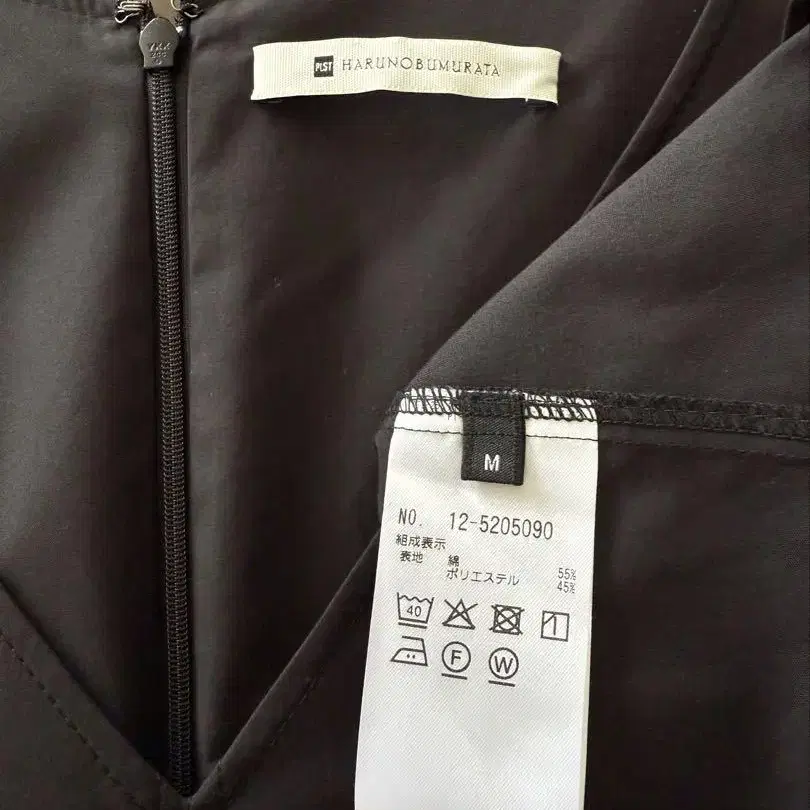 YKK
PLST HARUNOBUMURATA
M
NO. 12-5205090
組成表示
表地 綿 55%
ポリエステル 45%
40
F W